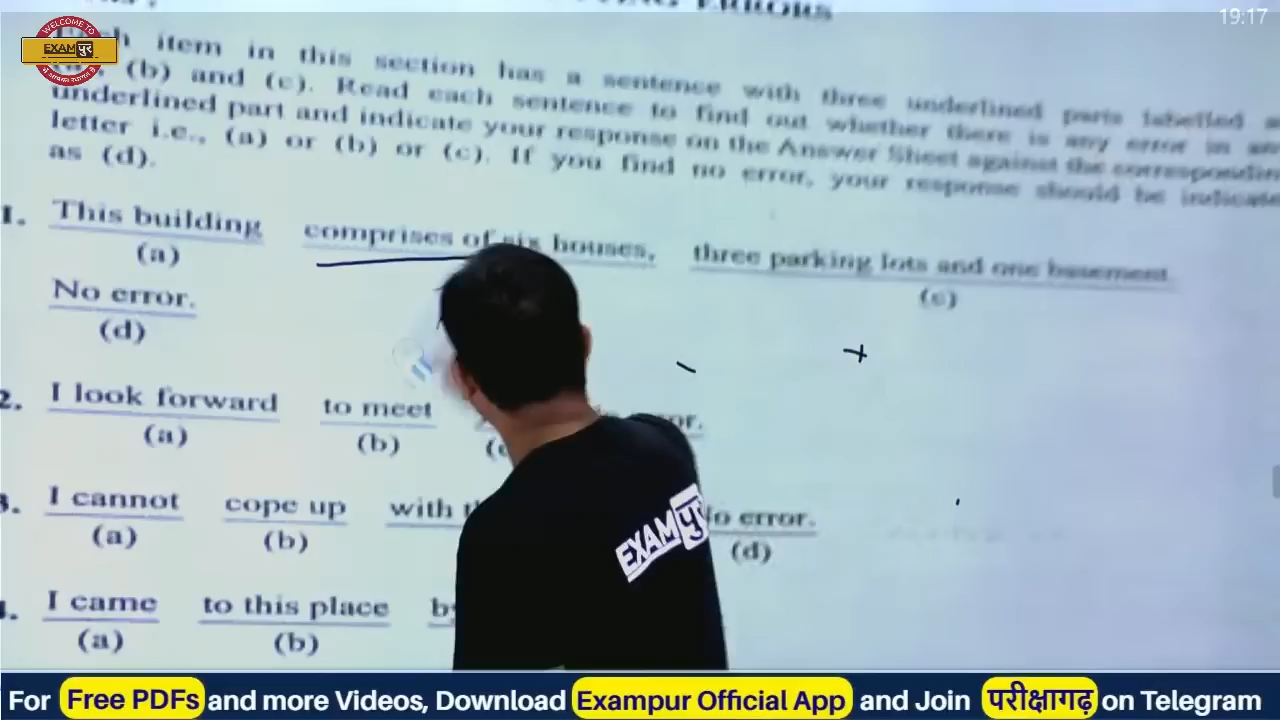 19:17
WELCOME TO
EXAMपुर
ERRORS
item in this section has a sentence with three underlined parts labelled
(b) and (c). Read each sentence to find out whether there is any error in
underlined part and indicate your response on the Answer Sheet against the
letter i.e., (a) or (b) or (c). If you find no error, your response should be
as (d).
1. This building comprises of six houses, three parking lots and one basement
(a) (c)
No error.
(d)
2. I look forward to meet
(a) (b)
I cannot cope up with
(a) (b) error. (d)
I came to this place
(a) (b)
EXAMपुर
For Free PDFs and more Videos, Download Exampur Official App and Join परीक्षागढ़ on Telegram